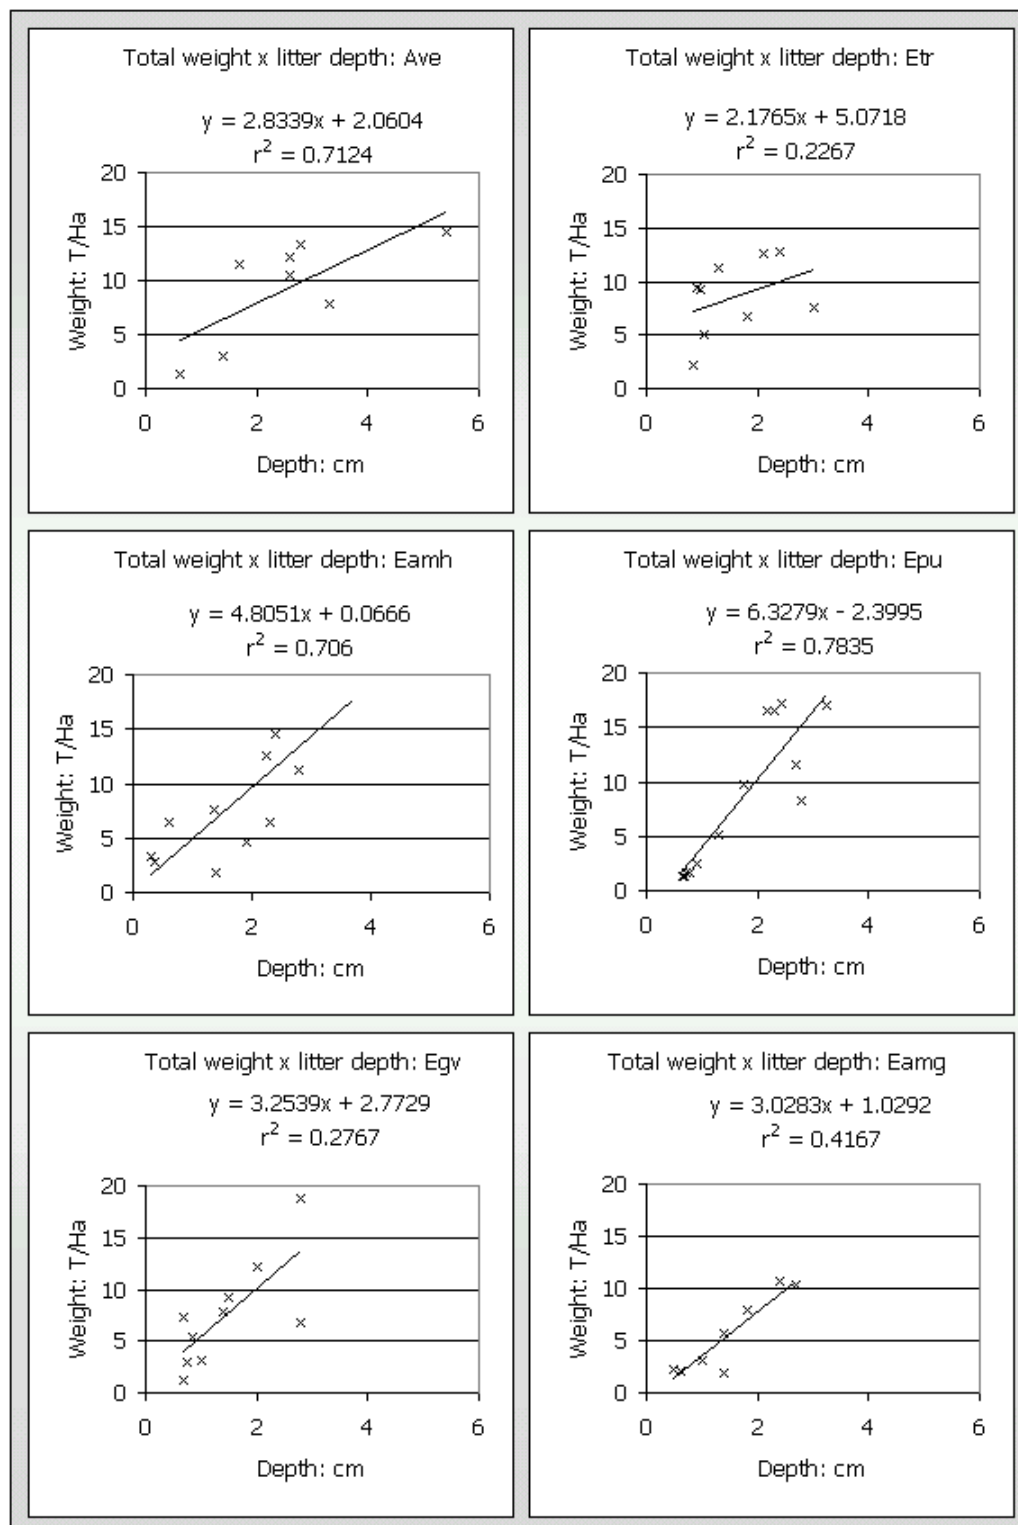 Total weight x litter depth: Ave
y = 2.8339x + 2.0604
r² = 0.7124
20
15
10
5
0
Weight: T/Ha
0 2 4 6
Depth: cm
Total weight x litter depth: Etr
y = 2.1765x + 5.0718
r² = 0.2267
20
15
10
5
0
Weight: T/Ha
0 2 4 6
Depth: cm
Total weight x litter depth: Eamh
y = 4.8051x + 0.0666
r² = 0.706
20
15
10
5
0
Weight: T/Ha
0 2 4 6
Depth: cm
Total weight x litter depth: Epu
y = 6.3279x - 2.3995
r² = 0.7835
20
15
10
5
0
Weight: T/Ha
0 2 4 6
Depth: cm
Total weight x litter depth: Egv
y = 3.2539x + 2.7729
r² = 0.2767
20
15
10
5
0
Weight: T/Ha
0 2 4 6
Depth: cm
Total weight x litter depth: Eamg
y = 3.0283x + 1.0292
r² = 0.4167
20
15
10
5
0
Weight: T/Ha
0 2 4 6
Depth: cm